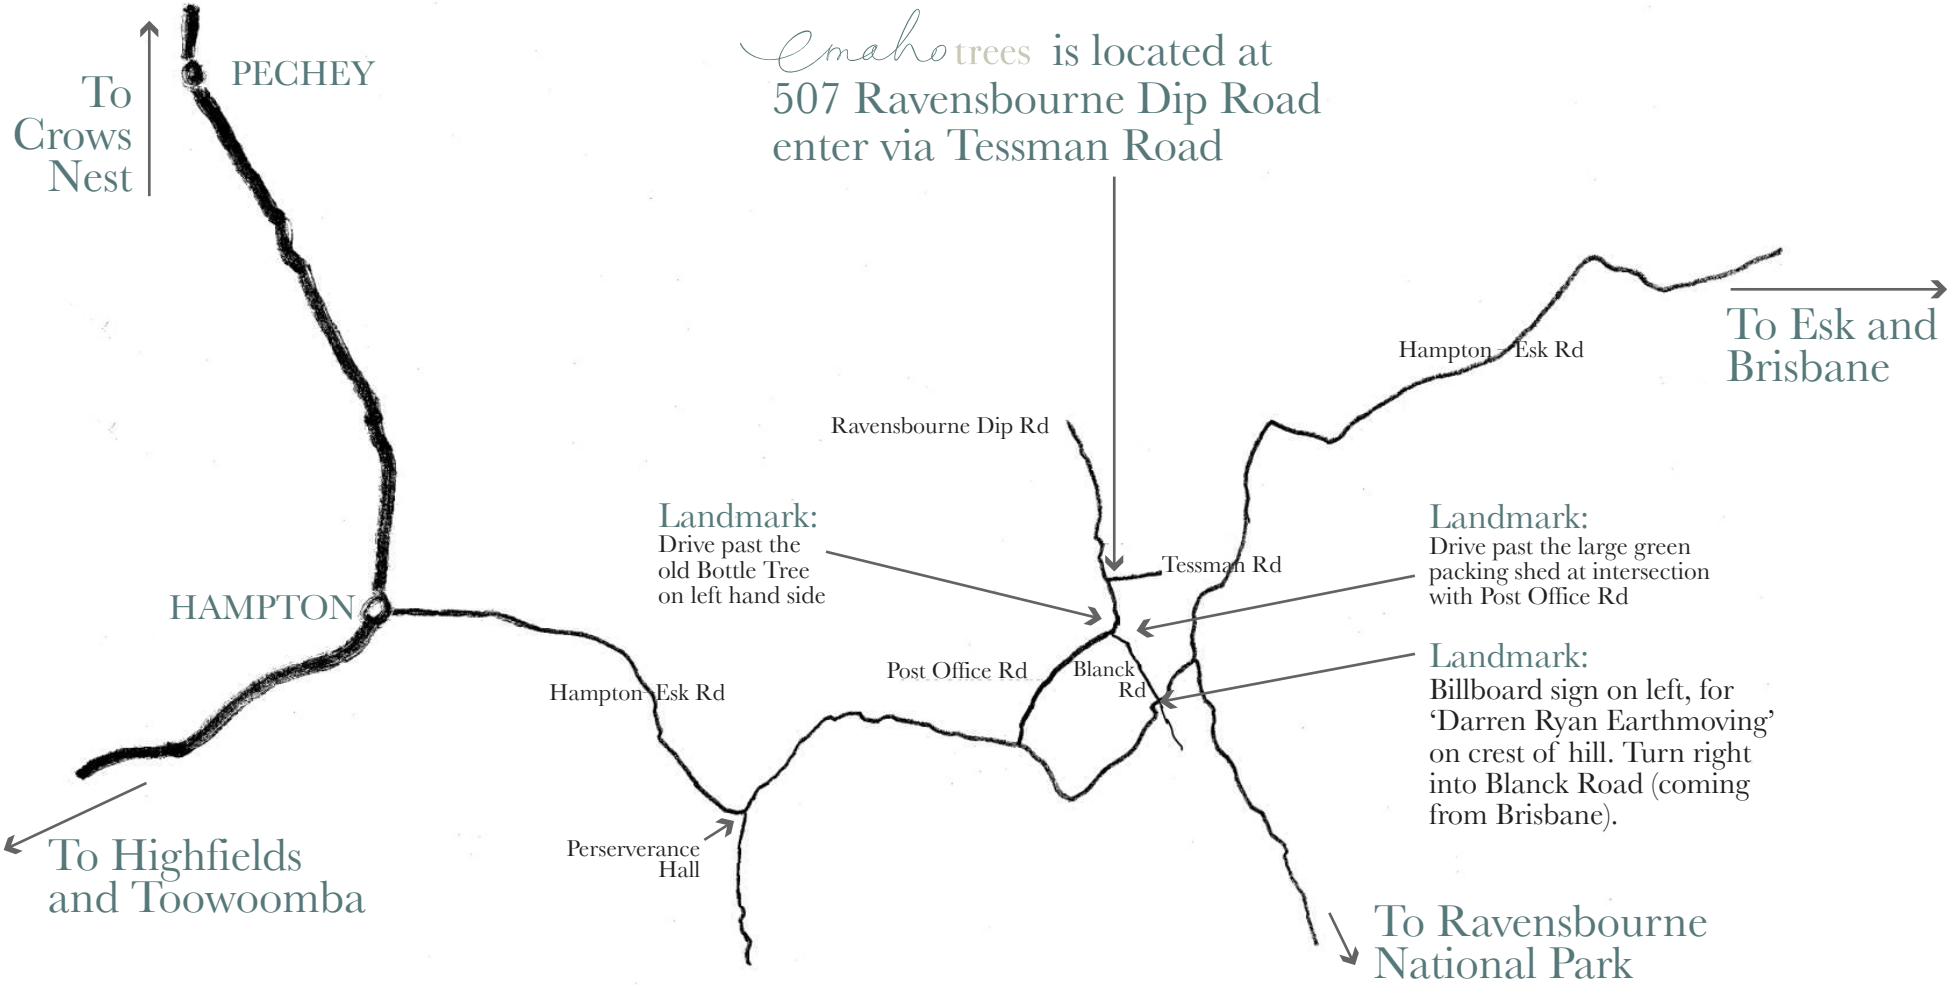 emaho trees is located at
507 Ravensbourne Dip Road
enter via Tessman Road
PECHEY
To
Crows
Nest
To Esk and
Brisbane
Hampton - Esk Rd
Ravensbourne Dip Rd
Landmark:
Drive past the
old Bottle Tree
on left hand side
Tessman Rd
Landmark:
Drive past the large green
packing shed at intersection
with Post Office Rd
HAMPTON
Post Office Rd
Blanck
Rd
Landmark:
Billboard sign on left, for
‘Darren Ryan Earthmoving’
on crest of hill. Turn right
into Blanck Road (coming
from Brisbane).
Hampton-Esk Rd
Perserverance
Hall
To Highfields
and Toowoomba
To Ravensbourne
National Park